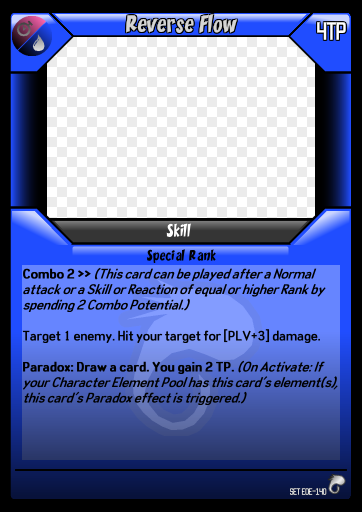 Reverse Flow
4TP
Skill
Special Rank
Combo 2 >> (This card can be played after a Normal
attack or a Skill or Reaction of equal or higher Rank by
spending 2 Combo Potential.)
Target 1 enemy. Hit your target for [PLV+3] damage.
Paradox: Draw a card. You gain 2 TP. (On Activate: If
your Character Element Pool has this card's element(s),
this card's Paradox effect is triggered.)
SET EOE-140